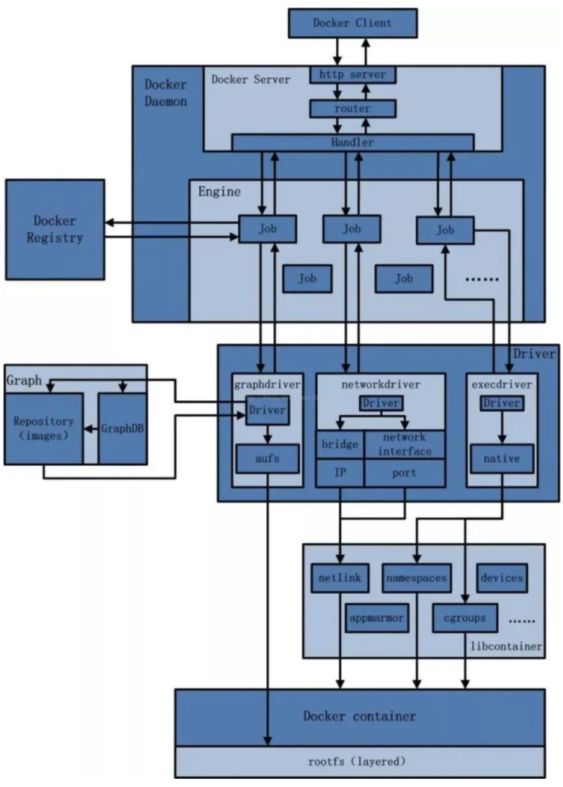 Docker Client
Docker Server
http server
Docker
Daemon
router
Handler
Engine
Docker
Registry
Job
Job
Job
Job
Job
......
Driver
Graph
graphdriver
networkdriver
execdriver
Driver
Driver
Driver
Repository
(images)
GraphDB
bridge
network
interface
aufs
native
IP
port
netlink
namespaces
devices
appmarmor
cgroups
......
libcontainer
Docker container
rootfs (layered)